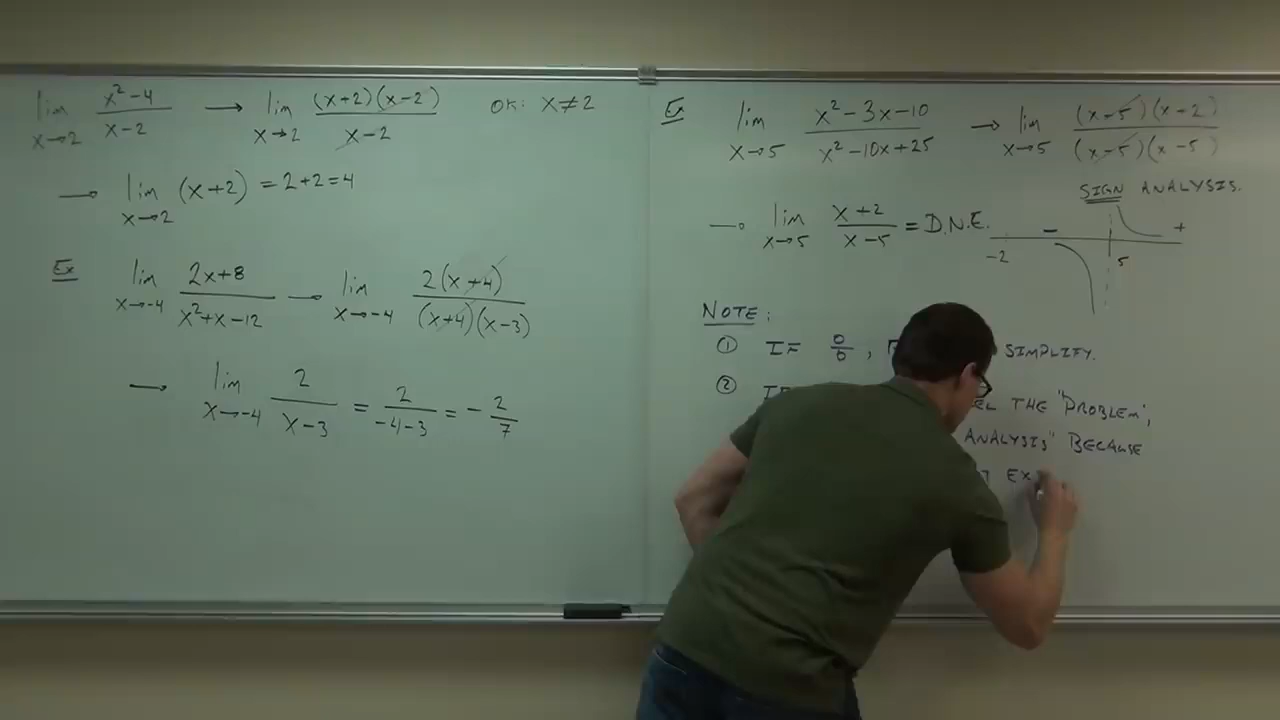 lim x→2 (x²-4)/(x-2) → lim x→2 (x+2)(x-2)/(x-2) OK: X≠2
→ lim x→2 (x+2) = 2+2=4
Ex lim x→-4 (2x+8)/(x²+x-12) → lim x→-4 2(x+4)/((x+4)(x-3))
→ lim x→-4 2/(x-3) = 2/(-4-3) = -2/7
Ex lim x→5 (x²-3x-10)/(x²-10x+25) → lim x→5 (x-5)(x+2)/((x-5)(x-5))
SIGN ANALYSIS.
→ lim x→5 (x+2)/(x-5) = D.N.E.
- +
-2 5
NOTE:
① IF 0/0, SIMPLIFY.
② THE "PROBLEM",
ANALYSIS" BECAUSE